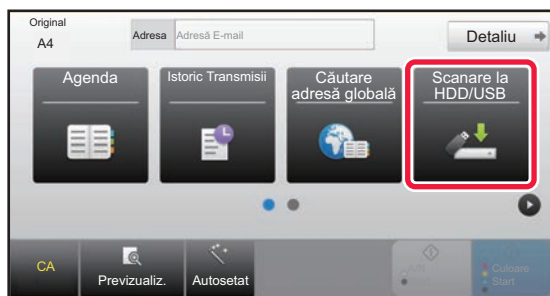 Original
A4
Adresa
Adresă E-mail
Detaliu
Agenda
Istoric Transmisii
Căutare
adresă globală
Scanare la
HDD/USB
CA
Previzualiz.
Autosetat
A/N
Culoare
Start